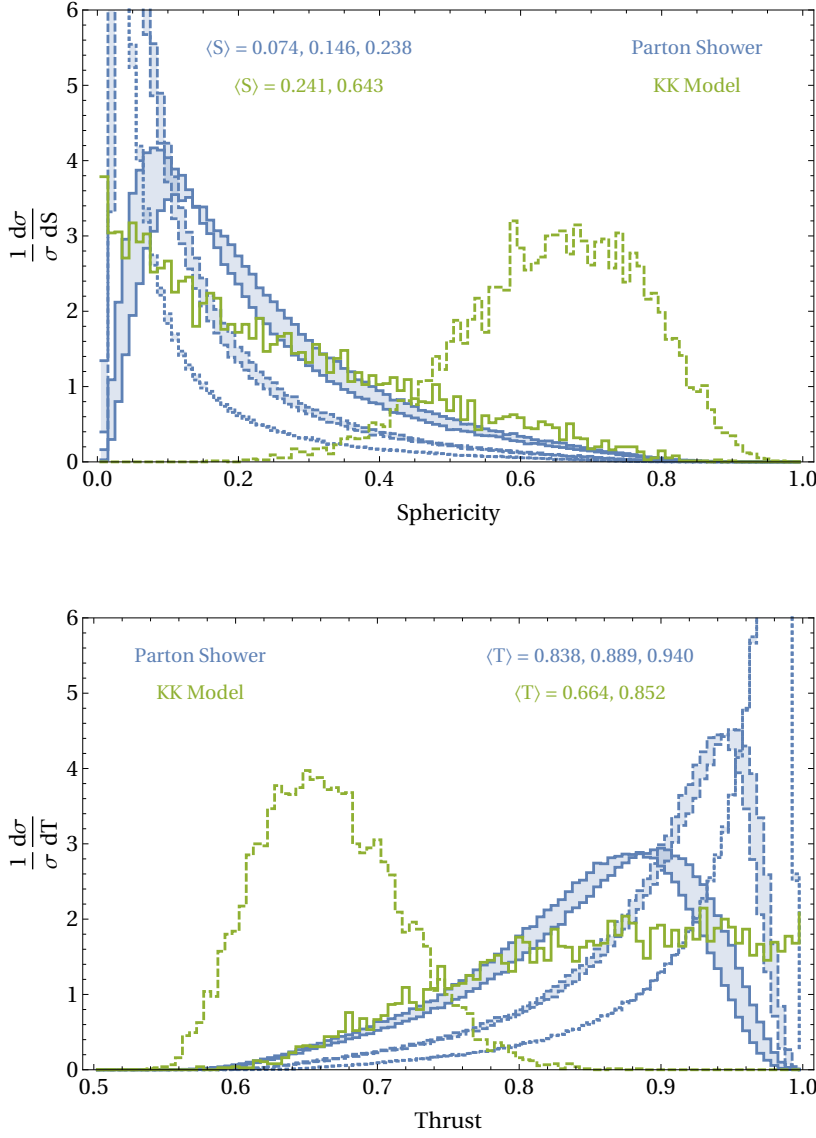 6
⟨S⟩ = 0.074, 0.146, 0.238 Parton Shower
5
⟨S⟩ = 0.241, 0.643 KK Model
4
3
2
1
0
1/σ dσ/dS
0.0 0.2 0.4 0.6 0.8 1.0
Sphericity
6
Parton Shower ⟨T⟩ = 0.838, 0.889, 0.940
5
KK Model ⟨T⟩ = 0.664, 0.852
4
3
2
1
0
1/σ dσ/dT
0.5 0.6 0.7 0.8 0.9 1.0
Thrust